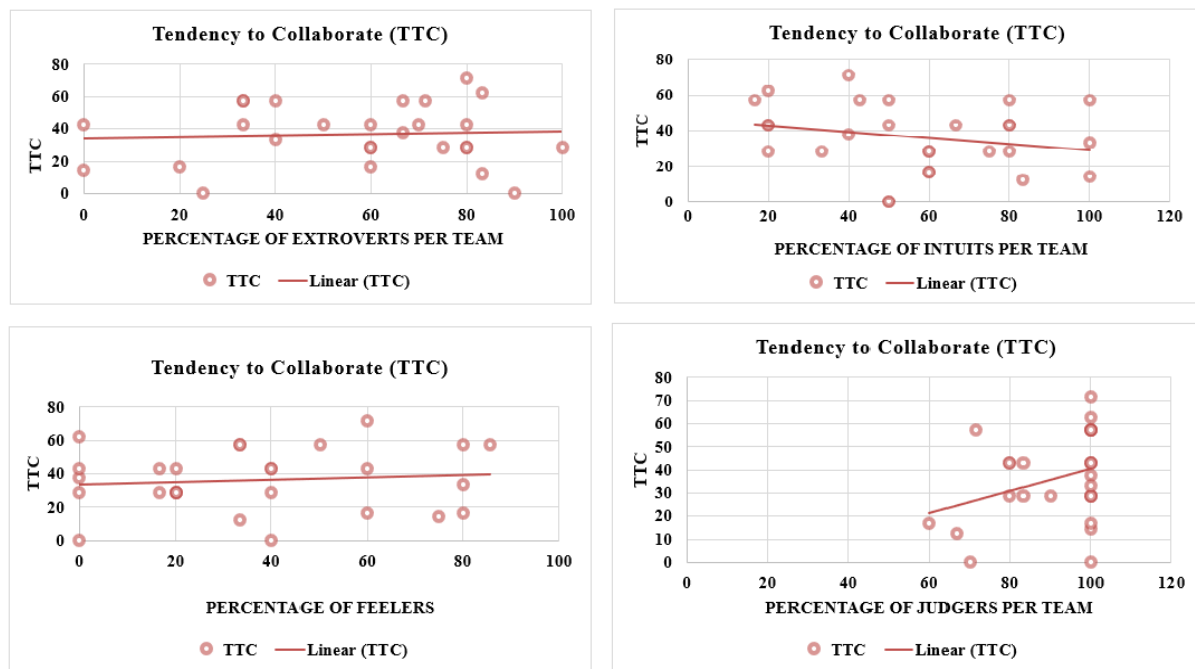 Tendency to Collaborate (TTC)
80
60
40
20
0
TTC
0 20 40 60 80 100
PERCENTAGE OF EXTROVERTS PER TEAM
TTC Linear (TTC)
Tendency to Collaborate (TTC)
80
60
40
20
0
TTC
0 20 40 60 80 100 120
PERCENTAGE OF INTUITS PER TEAM
TTC Linear (TTC)
Tendency to Collaborate (TTC)
80
60
40
20
0
TTC
0 20 40 60 80 100
PERCENTAGE OF FEELERS
TTC Linear (TTC)
Tendency to Collaborate (TTC)
80
70
60
50
40
30
20
10
0
TTC
0 20 40 60 80 100 120
PERCENTAGE OF JUDGERS PER TEAM
TTC Linear (TTC)